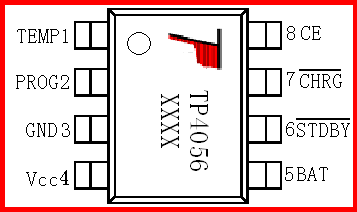 TEMP1
PROG2
GND3
Vcc4
8CE
7CHRG
6STDBY
5BAT
TP4056
XXXX